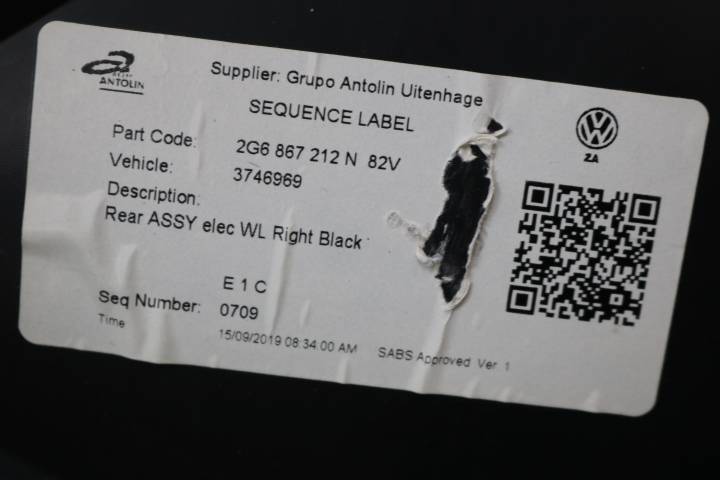 ANTOLIN
Supplier: Grupo Antolin Uitenhage
SEQUENCE LABEL
Part Code: 2G6 867 212 N 82V
Vehicle: 3746969
Description:
Rear ASSY elec WL Right Black
E 1 C
Seq Number: 0709
Time 15/09/2019 08:34:00 AM SABS Approved Ver 1
VW
ZA